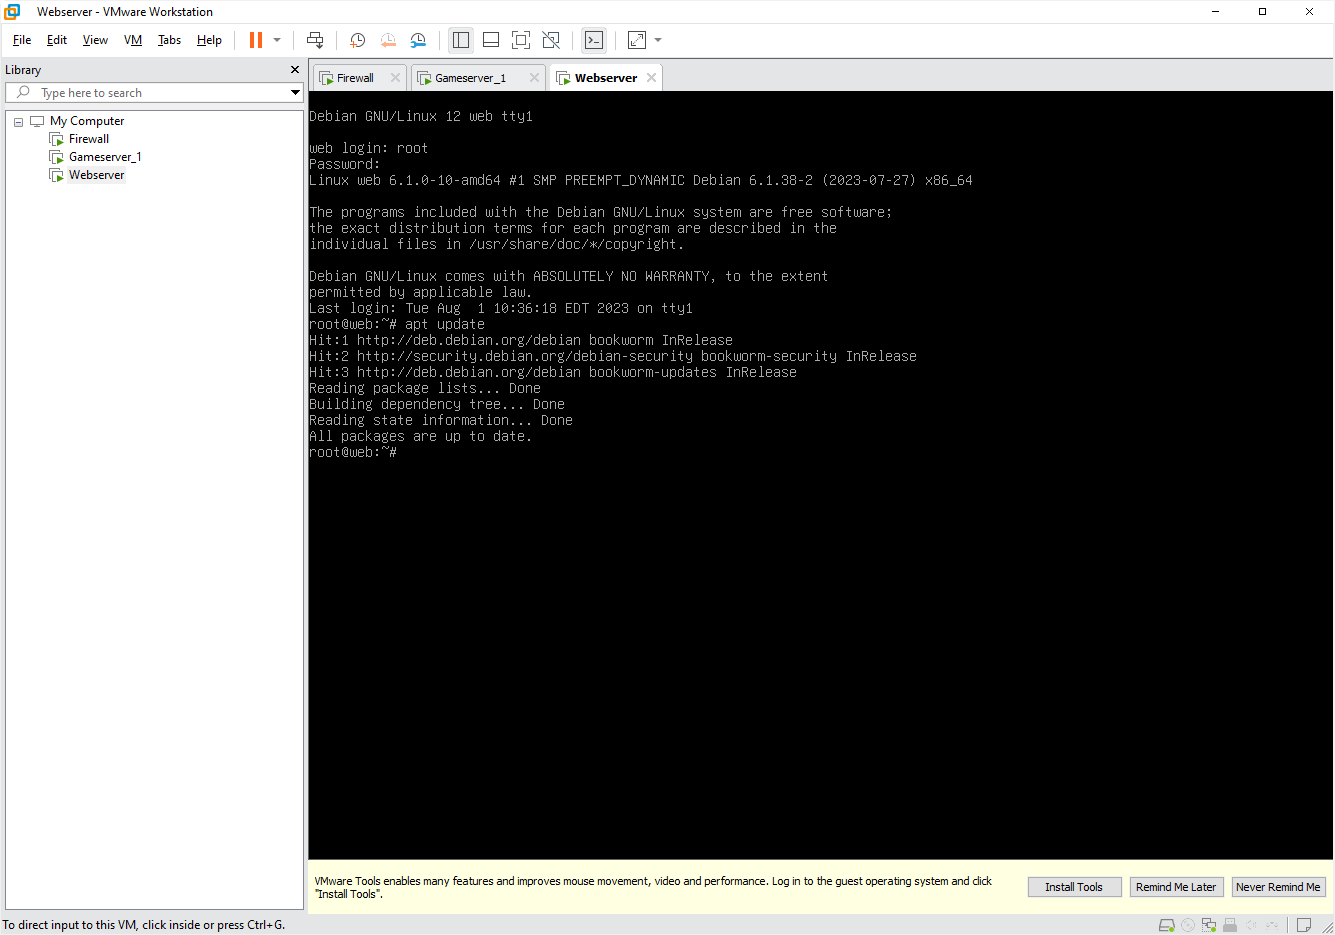 Webserver - VMware Workstation
File Edit View VM Tabs Help
Library
Type here to search
My Computer
Firewall
Gameserver_1
Webserver
Firewall Gameserver_1 Webserver
Debian GNU/Linux 12 web tty1
web login: root
Password:
Linux web 6.1.0-10-amd64 #1 SMP PREEMPT_DYNAMIC Debian 6.1.38-2 (2023-07-27) x86_64
The programs included with the Debian GNU/Linux system are free software;
the exact distribution terms for each program are described in the
individual files in /usr/share/doc/*/copyright.
Debian GNU/Linux comes with ABSOLUTELY NO WARRANTY, to the extent
permitted by applicable law.
Last login: Tue Aug  1 10:36:18 EDT 2023 on tty1
root@web:~# apt update
Hit:1 http://deb.debian.org/debian bookworm InRelease
Hit:2 http://security.debian.org/debian-security bookworm-security InRelease
Hit:3 http://deb.debian.org/debian bookworm-updates InRelease
Reading package lists... Done
Building dependency tree... Done
Reading state information... Done
All packages are up to date.
root@web:~#
VMware Tools enables many features and improves mouse movement, video and performance. Log in to the guest operating system and click
"Install Tools".
Install Tools Remind Me Later Never Remind Me
To direct input to this VM, click inside or press Ctrl+G.